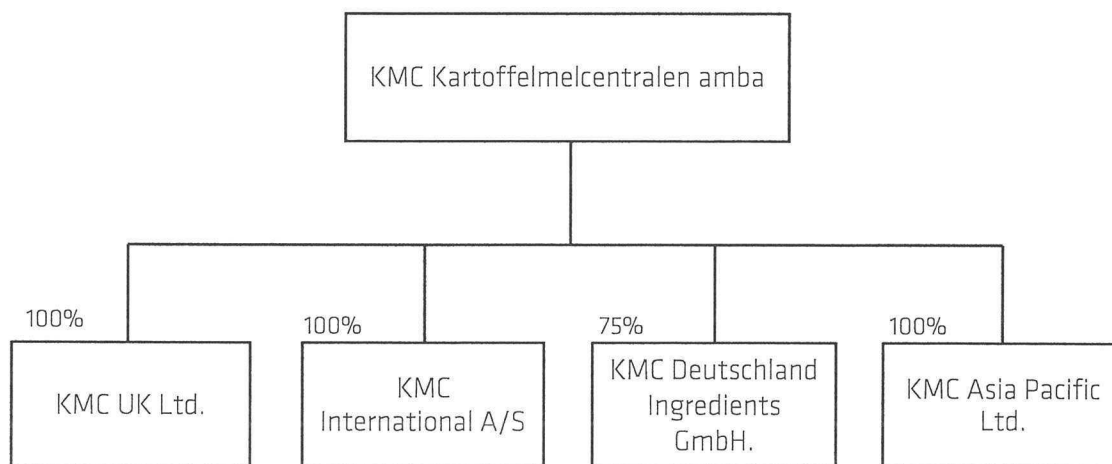 KMC Kartoffelmelcentralen amba
100%
KMC UK Ltd.
100%
KMC
International A/S
75%
KMC Deutschland
Ingredients
GmbH.
100%
KMC Asia Pacific
Ltd.